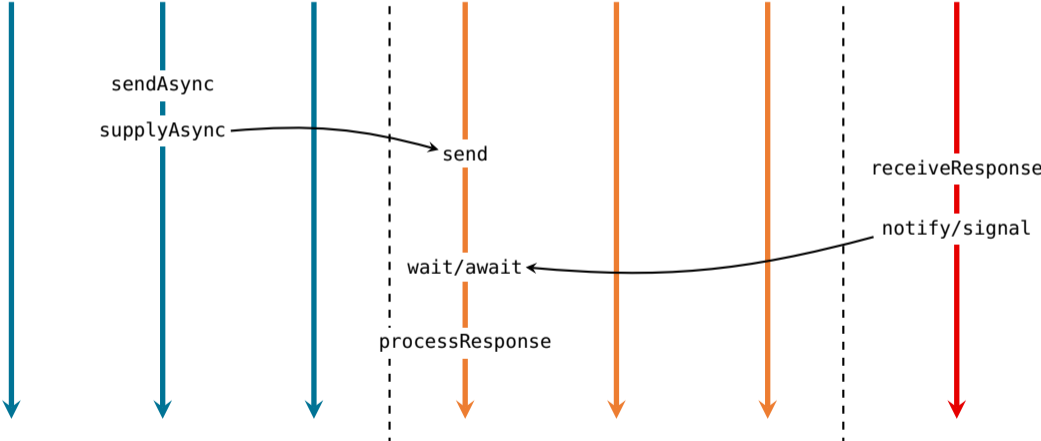 sendAsync
supplyAsync
send
receiveResponse
notify/signal
wait/await
processResponse